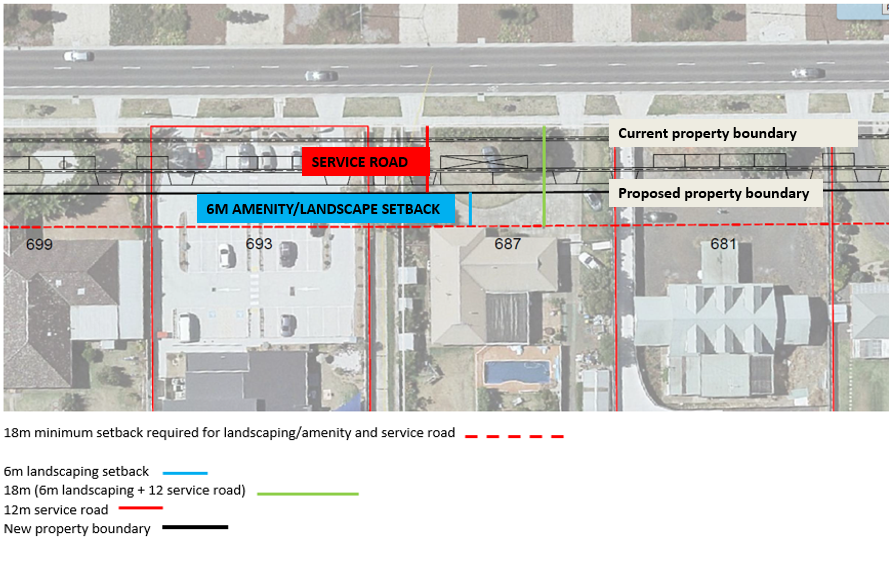 Current property boundary
SERVICE ROAD
Proposed property boundary
6M AMENITY/LANDSCAPE SETBACK
699
693
687
681
18m minimum setback required for landscaping/amenity and service road
6m landscaping setback
18m (6m landscaping + 12 service road)
12m service road
New property boundary